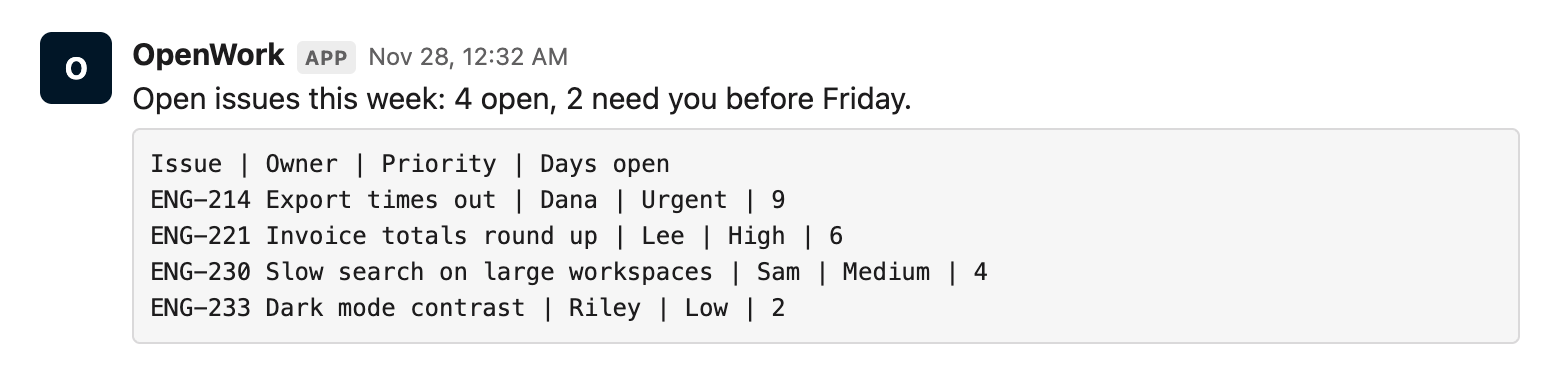 O
OpenWork APP Nov 28, 12:32 AM
Open issues this week: 4 open, 2 need you before Friday.
Issue | Owner | Priority | Days open
ENG-214 Export times out | Dana | Urgent | 9
ENG-221 Invoice totals round up | Lee | High | 6
ENG-230 Slow search on large workspaces | Sam | Medium | 4
ENG-233 Dark mode contrast | Riley | Low | 2